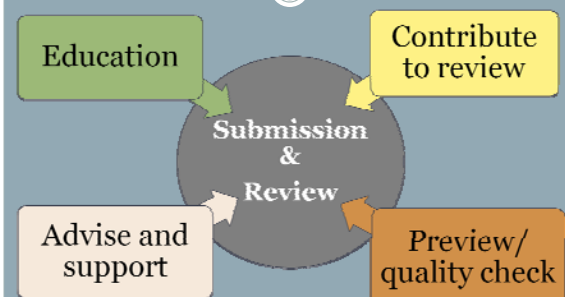 Education
Contribute
to review
Submission
&
Review
Advise and
support
Preview/
quality check